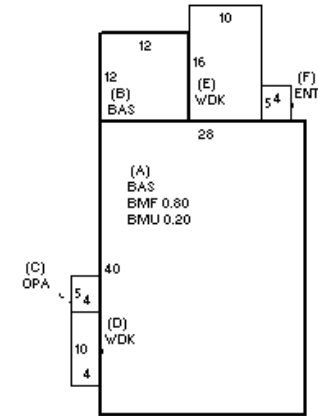 10
12
16
12
(B)
BAS
(E)
WDK
(F)
ENT
5 4
28
(A)
BAS
BMF 0.80
BMU 0.20
40
(C)
OPA
5 4
(D)
WDK
10
4